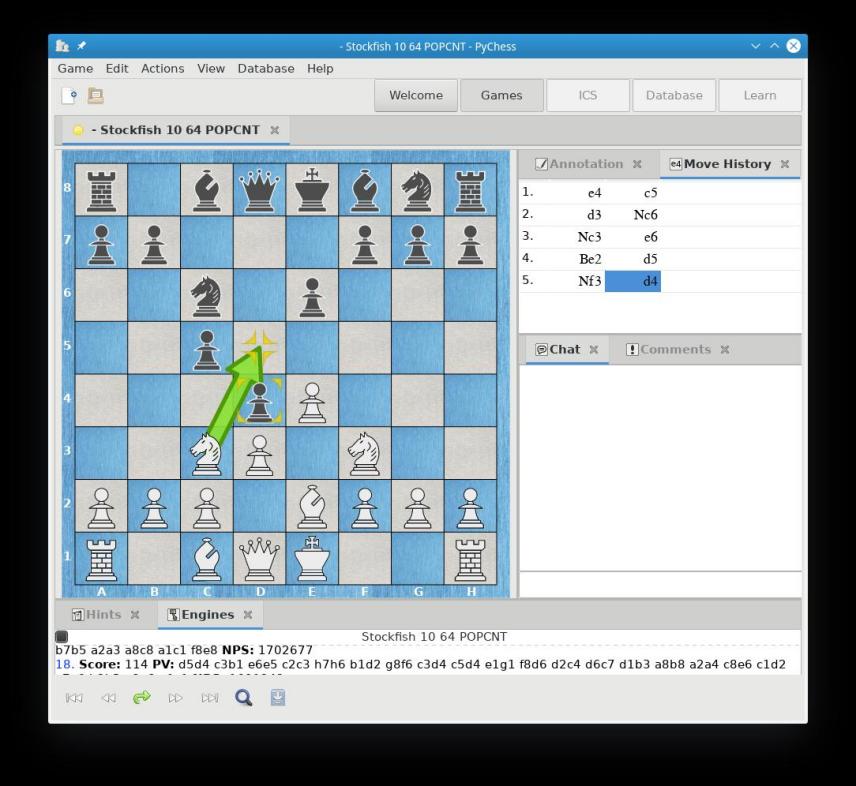 - Stockfish 10 64 POPCNT - PyChess
Game Edit Actions View Database Help
Welcome Games ICS Database Learn
- Stockfish 10 64 POPCNT
Annotation Move History
8
7
6
5
4
3
2
1
A B C D E F G H
1. e4 c5
2. d3 Nc6
3. Nc3 e6
4. Be2 d5
5. Nf3 d4
Chat Comments
Hints Engines
Stockfish 10 64 POPCNT
b7b5 a2a3 a8c8 a1c1 f8e8 NPS: 1702677
18. Score: 114 PV: d5d4 c3b1 e6e5 c2c3 h7h6 b1d2 g8f6 c3d4 c5d4 e1g1 f8d6 d2c4 d6c7 d1b3 a8b8 a2a4 c8e6 c1d2